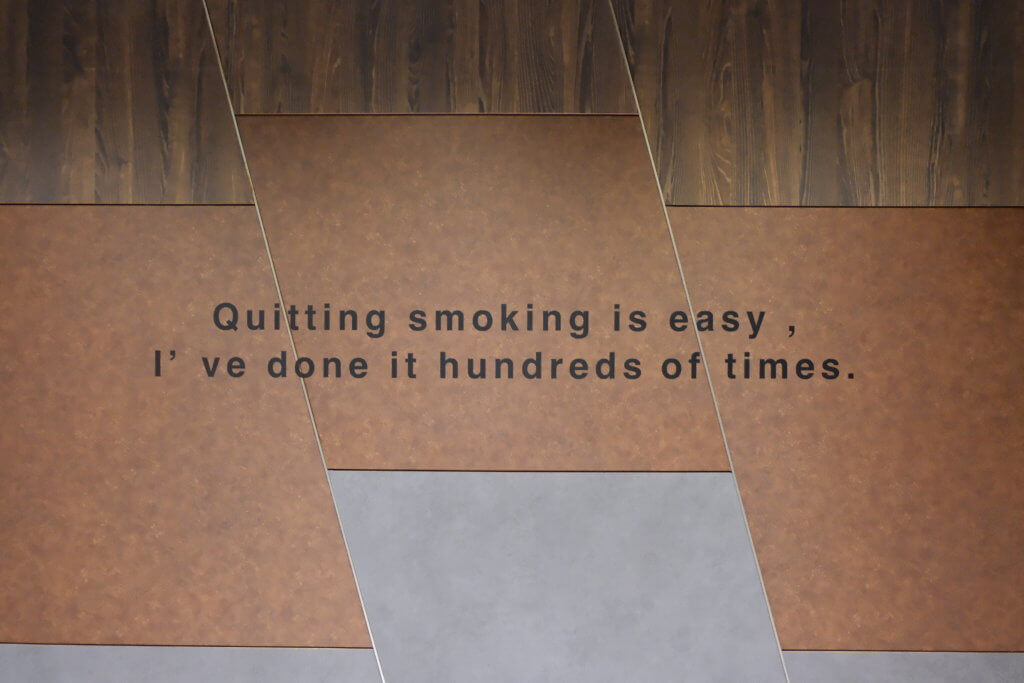 Quitting smoking is easy ,
I’ ve done it hundreds of times.